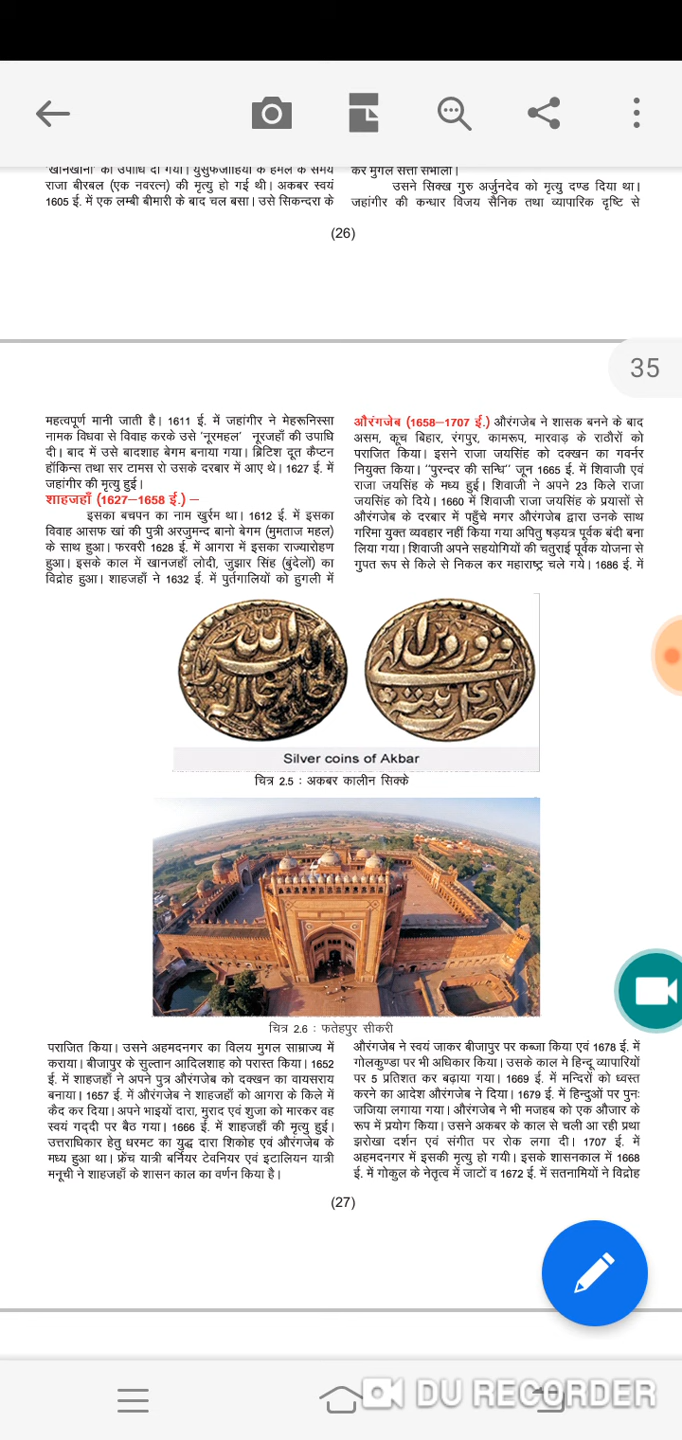 'खानखाना' की उपाधि दी गयी। युसुफजाहियों के हमले के समय
राजा बीरबल (एक नवरत्न) की मृत्यु हो गई थी। अकबर स्वयं
1605 ई. में एक लम्बी बीमारी के बाद चल बसा। उसे सिकन्दरा के
कर मुगल सत्ता संभाली।
उसने सिक्ख गुरु अर्जुनदेव को मृत्यु दण्ड दिया था।
जहांगीर की कन्धार विजय सैनिक तथा व्यापारिक दृष्टि से
(26)
35
महत्वपूर्ण मानी जाती है। 1611 ई. में जहांगीर ने मेहरूनिस्सा
नामक विधवा से विवाह करके उसे 'नूरमहल' नूरजहाँ की उपाधि
दी। बाद में उसे बादशाह बेगम बनाया गया। ब्रिटिश दूत कैप्टन
हॉकिन्स तथा सर टामस रो उसके दरबार में आए थे। 1627 ई. में
जहांगीर की मृत्यु हुई।
शाहजहाँ (1627–1658 ई.) –
इसका बचपन का नाम खुर्रम था। 1612 ई. में इसका
विवाह आसफ खां की पुत्री अरजुमन्द बानो बेगम (मुमताज महल)
के साथ हुआ। फरवरी 1628 ई. में आगरा में इसका राज्यारोहण
हुआ। इसके काल में खानजहाँ लोदी, जुझार सिंह (बुंदेलों) का
विद्रोह हुआ। शाहजहाँ ने 1632 ई. में पुर्तगालियों को हुगली में
औरंगजेब (1658–1707 ई.) औरंगजेब ने शासक बनने के बाद
असम, कूच बिहार, रंगपुर, कामरूप, मारवाड़ के राठौरों को
पराजित किया। इसने राजा जयसिंह को दक्खन का गवर्नर
नियुक्त किया। "पुरन्दर की सन्धि" जून 1665 ई. में शिवाजी एवं
राजा जयसिंह के मध्य हुई। शिवाजी ने अपने 23 किले राजा
जयसिंह को दिये। 1660 में शिवाजी राजा जयसिंह के प्रयासों से
औरंगजेब के दरबार में पहुँचे मगर औरंगजेब द्वारा उनके साथ
गरिमा युक्त व्यवहार नहीं किया गया अपितु षड़यत्र पूर्वक बंदी बना
लिया गया। शिवाजी अपने सहयोगियों की चतुराई पूर्वक योजना से
गुपत रूप से किले से निकल कर महाराष्ट्र चले गये। 1686 ई. में
Silver coins of Akbar
चित्र 2.5 : अकबर कालीन सिक्के
चित्र 2.6 : फतेहपुर सीकरी
पराजित किया। उसने अहमदनगर का विलय मुगल साम्राज्य में
कराया। बीजापुर के सुल्तान आदिलशाह को परास्त किया। 1652
ई. में शाहजहाँ ने अपने पुत्र औरंगजेब को दक्खन का वायसराय
बनाया। 1657 ई. में औरंगजेब ने शाहजहाँ को आगरा के किले में
कैद कर दिया। अपने भाइयों दारा, मुराद एवं शुजा को मारकर वह
स्वयं गद्दी पर बैठ गया। 1666 ई. में शाहजहाँ की मृत्यु हुई।
उत्तराधिकार हेतु धरमट का युद्ध दारा शिकोह एवं औरंगजेब के
मध्य हुआ था। फ्रेंच यात्री बर्नियर टेवनियर एवं इटालियन यात्री
मनूची ने शाहजहाँ के शासन काल का वर्णन किया है।
औरंगजेब ने स्वयं जाकर बीजापुर पर कब्जा किया एवं 1678 ई. में
गोलकुण्डा पर भी अधिकार किया। उसके काल मे हिन्दू व्यापारियों
पर 5 प्रतिशत कर बढ़ाया गया। 1669 ई. में मन्दिरों को ध्वस्त
करने का आदेश औरंगजेब ने दिया। 1679 ई. में हिन्दुओं पर पुनः
जजिया लगाया गया। औरंगजेब ने भी मजहब को एक औजार के
रूप में प्रयोग किया। उसने अकबर के काल से चली आ रही प्रथा
झरोखा दर्शन एवं संगीत पर रोक लगा दी। 1707 ई. में
अहमदनगर में इसकी मृत्यु हो गयी। इसके शासनकाल में 1668
ई. में गोकुल के नेतृत्व में जाटों व 1672 ई. में सतनामियों ने विद्रोह
(27)
DU RECORDER